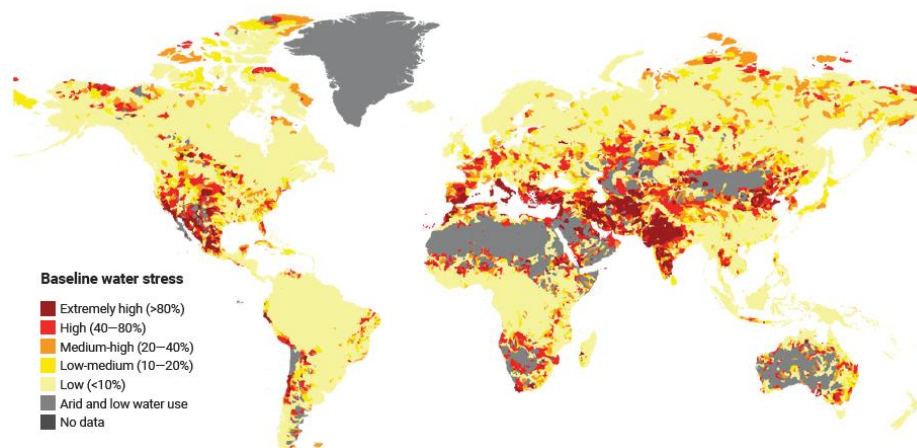 Baseline water stress
Extremely high (>80%)
High (40—80%)
Medium-high (20—40%)
Low-medium (10—20%)
Low (<10%)
Arid and low water use
No data